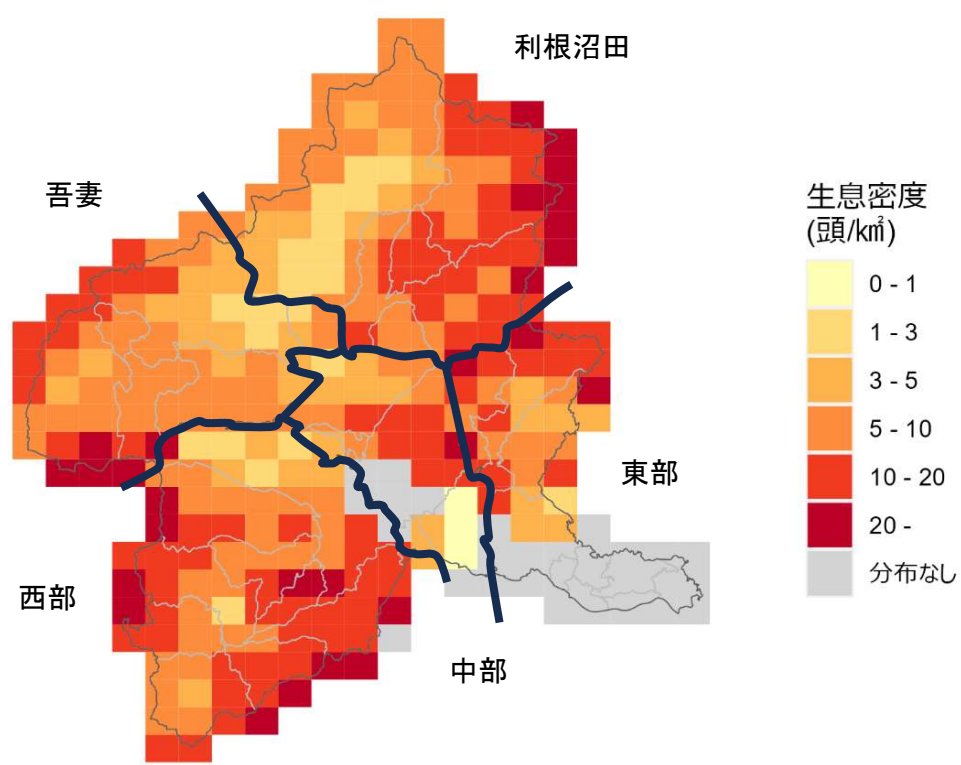 利根沼田
吾妻
東部
西部
中部
生息密度
(頭/㎢)
0 - 1
1 - 3
3 - 5
5 - 10
10 - 20
20 -
分布なし